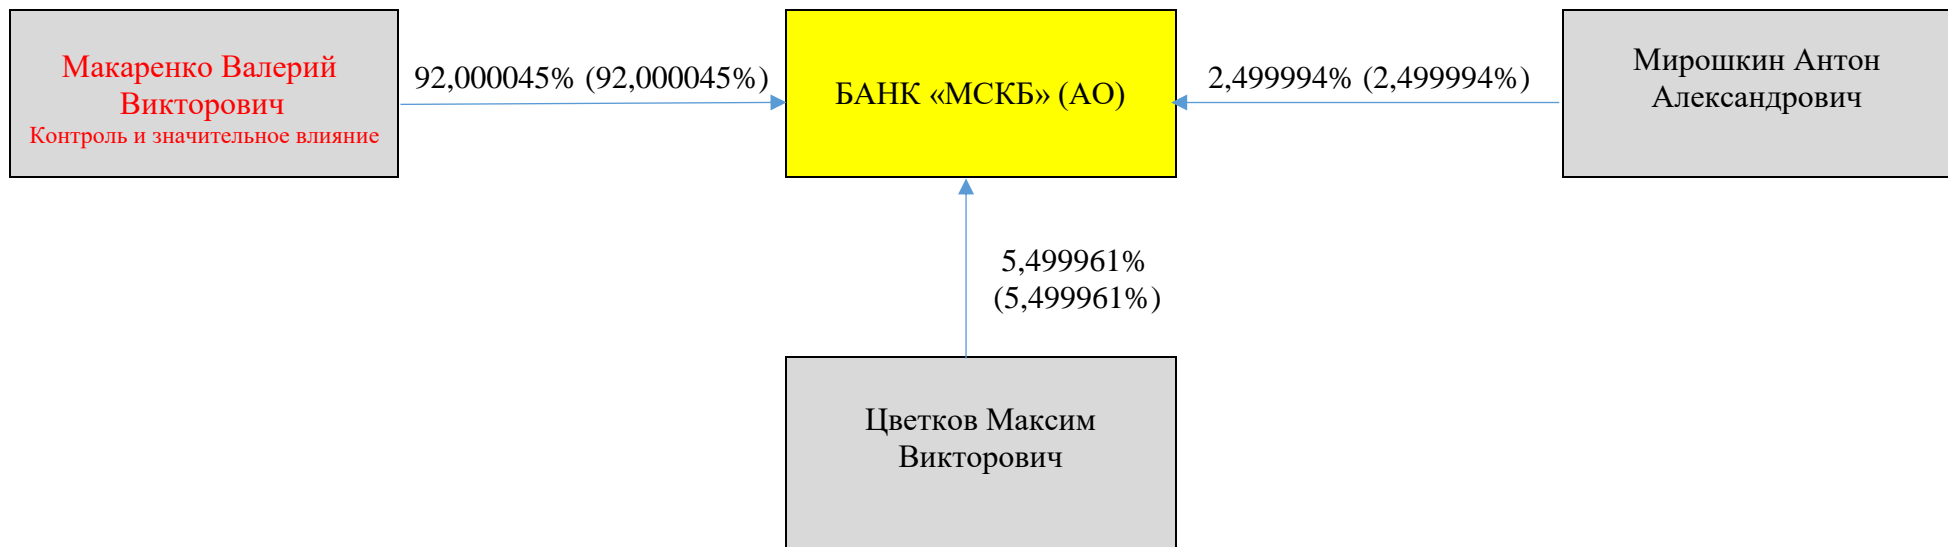 Макаренко Валерий
Викторович
Контроль и значительное влияние
92,000045% (92,000045%)
БАНК «МСКБ» (АО)
2,499994% (2,499994%)
Мирошкин Антон
Александрович
5,499961%
(5,499961%)
Цветков Максим
Викторович